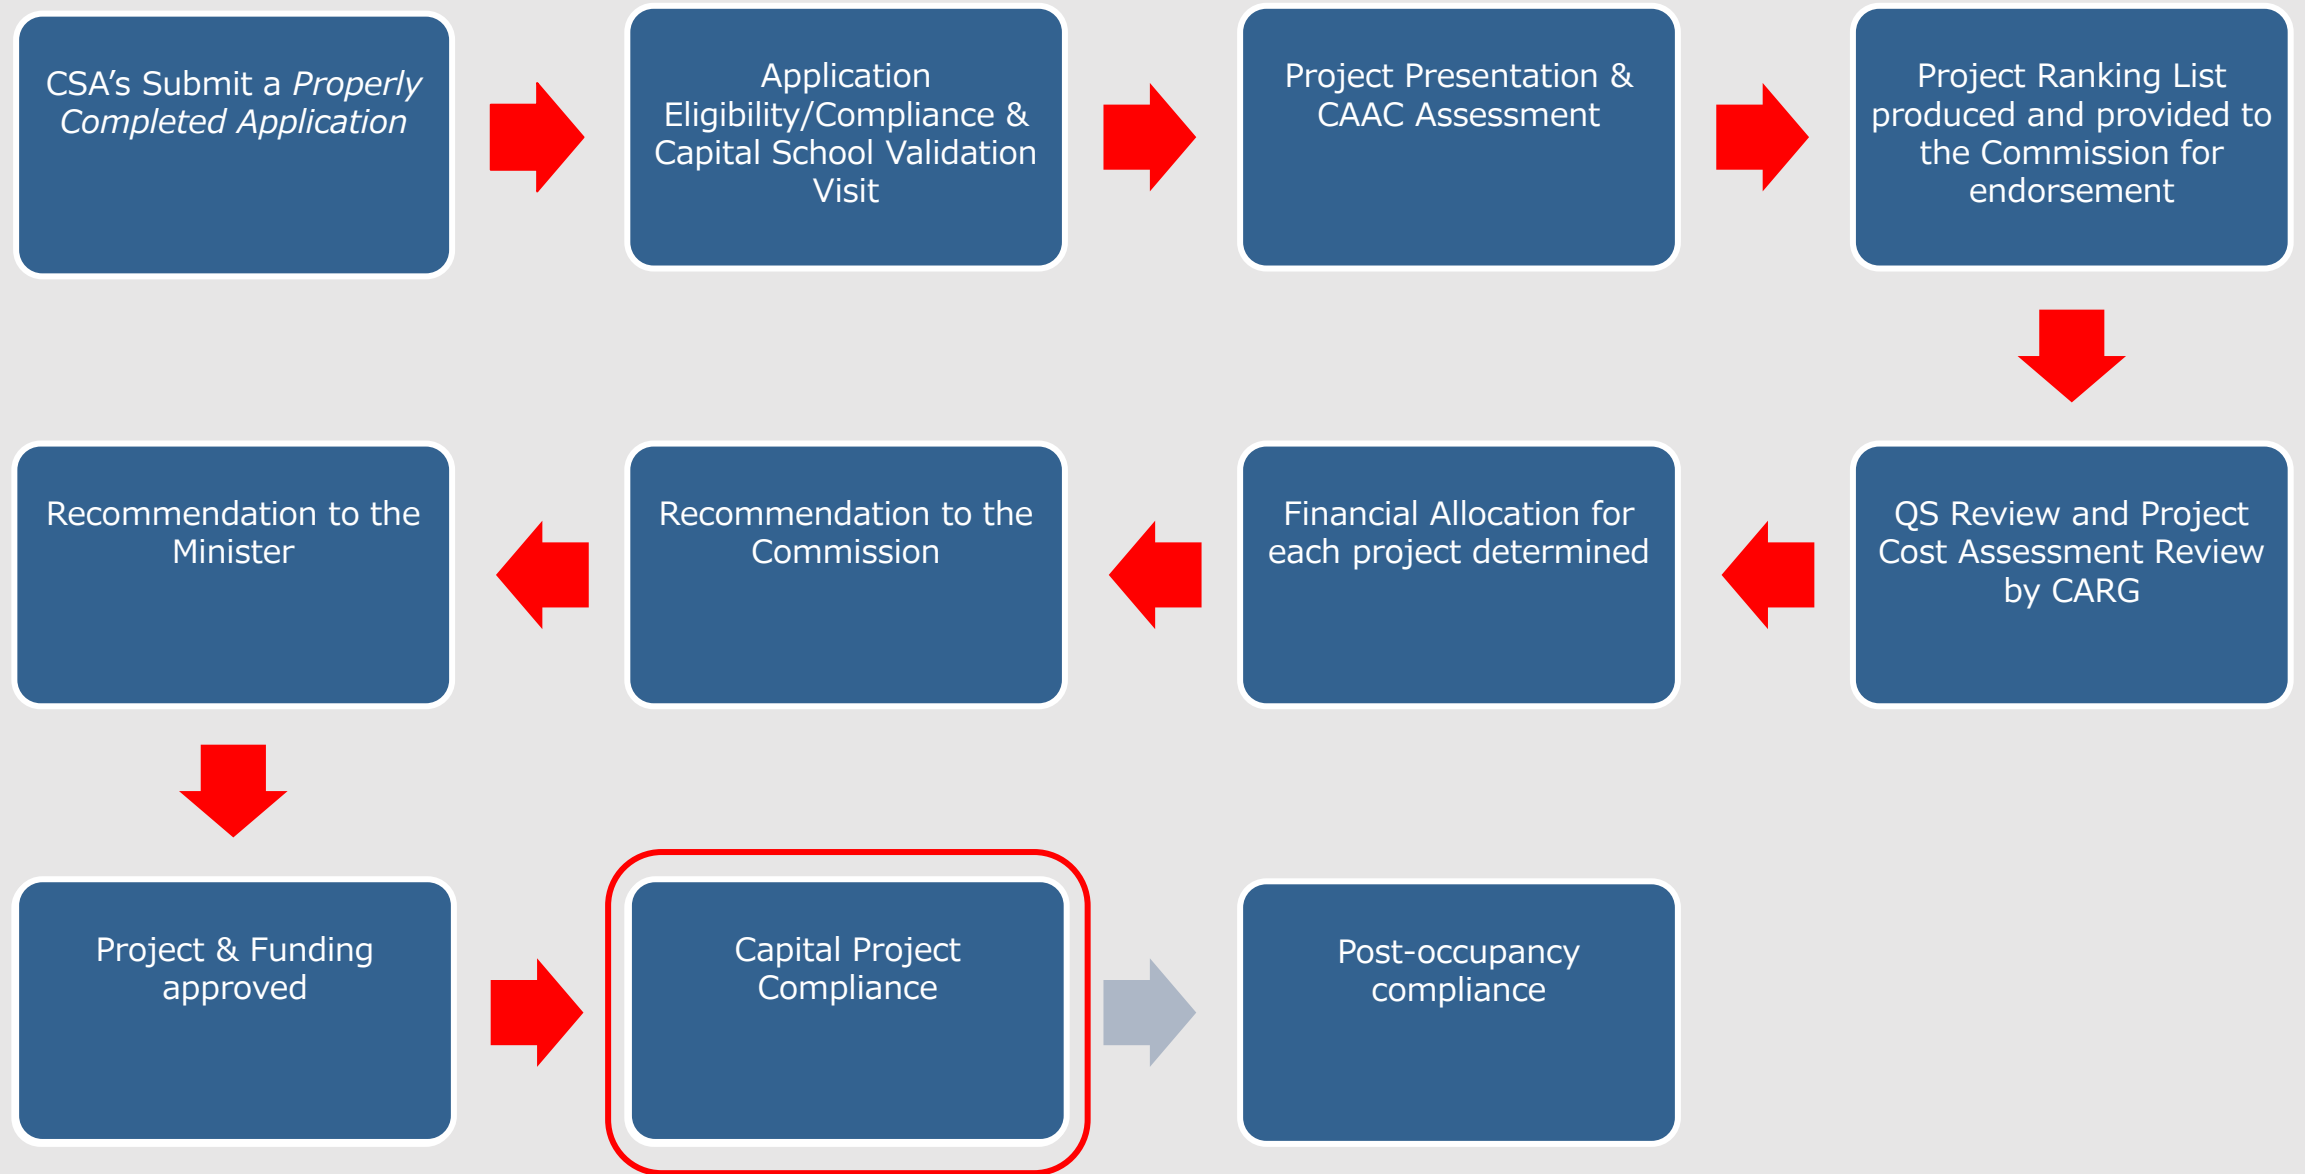 CSA’s Submit a Properly
Completed Application
Application
Eligibility/Compliance &
Capital School Validation
Visit
Project Presentation &
CAAC Assessment
Project Ranking List
produced and provided to
the Commission for
endorsement
QS Review and Project
Cost Assessment Review
by CARG
Financial Allocation for
each project determined
Recommendation to the
Commission
Recommendation to the
Minister
Project & Funding
approved
Capital Project
Compliance
Post-occupancy
compliance